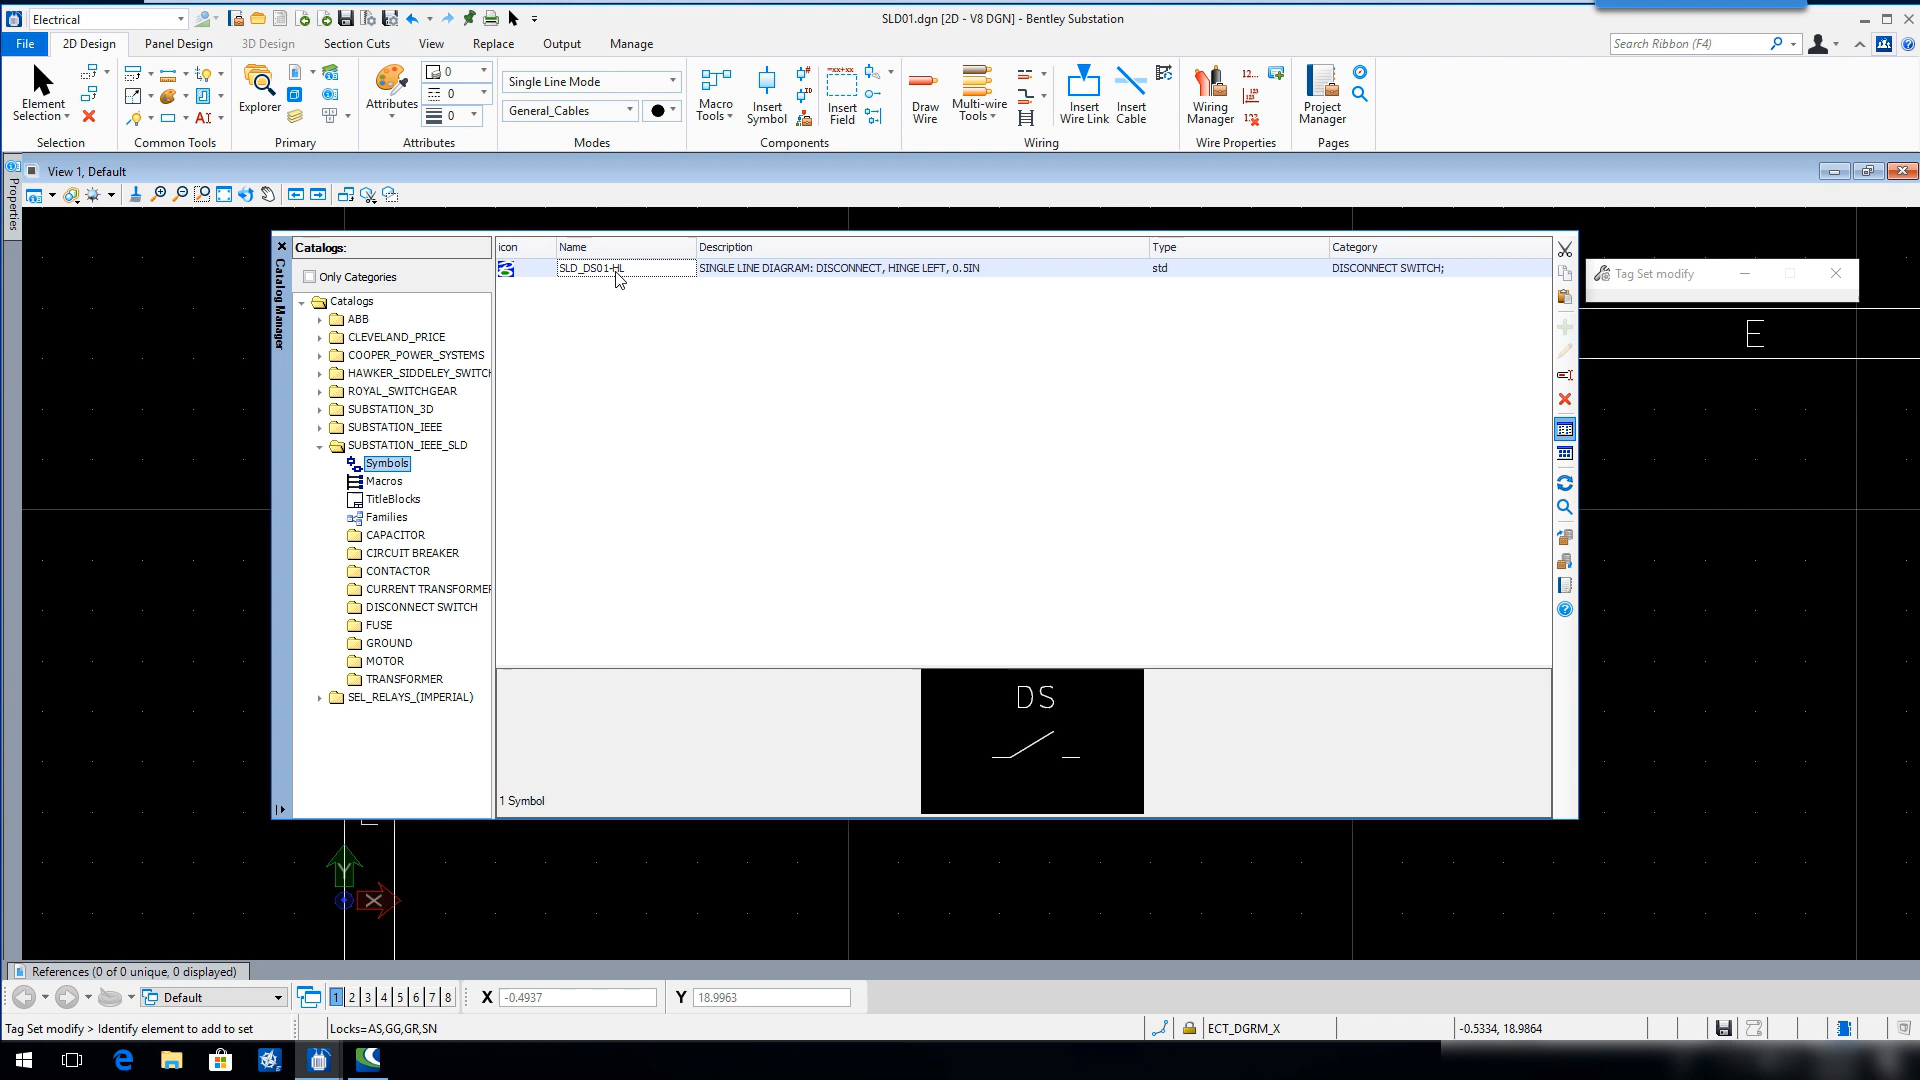 Electrical
SLD01.dgn [2D - V8 DGN] - Bentley Substation
File
2D Design
Panel Design
3D Design
Section Cuts
View
Replace
Output
Manage
Search Ribbon (F4)
Element
Selection
Explorer
Attributes
0
0
0
Single Line Mode
General_Cables
Macro
Tools
Insert
Symbol
Insert
Field
Draw
Wire
Multi-wire
Tools
Insert
Wire Link
Insert
Cable
Wiring
Manager
Project
Manager
Selection
Common Tools
Primary
Attributes
Modes
Components
Wiring
Wire Properties
Pages
View 1, Default
Properties
Catalog Manager
Catalogs:
Only Categories
Catalogs
ABB
CLEVELAND_PRICE
COOPER_POWER_SYSTEMS
HAWKER_SIDDELEY_SWITCH
ROYAL_SWITCHGEAR
SUBSTATION_3D
SUBSTATION_IEEE
SUBSTATION_IEEE_SLD
Symbols
Macros
TitleBlocks
Families
CAPACITOR
CIRCUIT BREAKER
CONTACTOR
CURRENT TRANSFORMER
DISCONNECT SWITCH
FUSE
GROUND
MOTOR
TRANSFORMER
SEL_RELAYS_(IMPERIAL)
icon Name Description Type Category
SLD_DS01-HL SINGLE LINE DIAGRAM: DISCONNECT, HINGE LEFT, 0.5IN std DISCONNECT SWITCH;
DS
1 Symbol
Tag Set modify
E
Y
X
References (0 of 0 unique, 0 displayed)
Default
1 2 3 4 5 6 7 8
X -0.4937
Y 18.9963
Tag Set modify > Identify element to add to set
Locks=AS,GG,GR,SN
ECT_DGRM_X
-0.5334, 18.9864